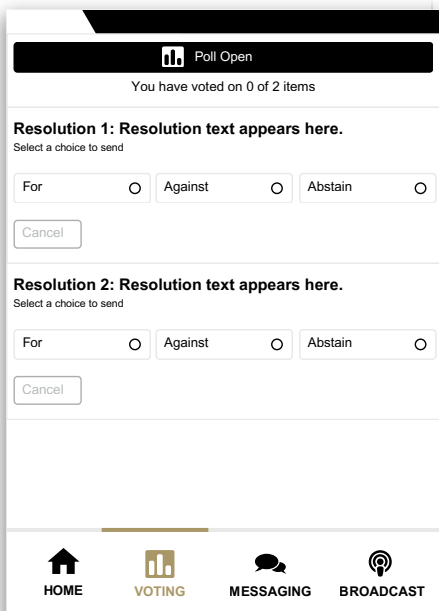 Poll Open
You have voted on 0 of 2 items
Resolution 1: Resolution text appears here.
Select a choice to send
For Against Abstain
Cancel
Resolution 2: Resolution text appears here.
Select a choice to send
For Against Abstain
Cancel
HOME VOTING MESSAGING BROADCAST